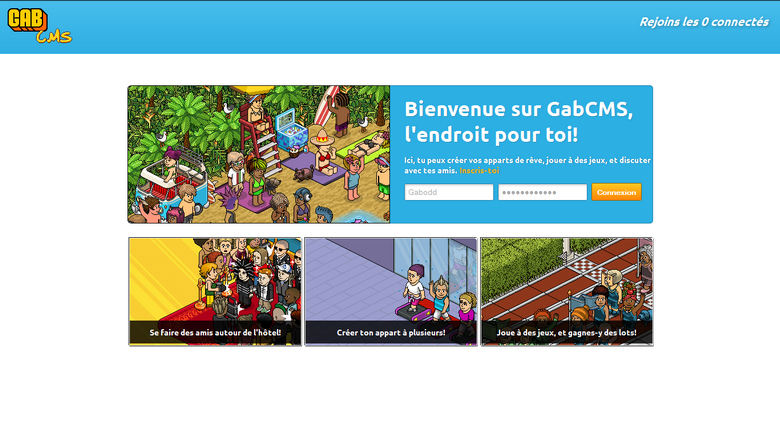 GAB
CMS
Rejoins les 0 connectés
Bienvenue sur GabCMS,
l'endroit pour toi!
Ici, tu peux créer vos apparts de rêve, jouer à des jeux, et discuter
avec tes amis. Inscris-toi
Gabodd
••••••••••••
Connexion
Se faire des amis autour de l'hôtel!
Créer ton appart à plusieurs!
Joue à des jeux, et gagnes-y des lots!